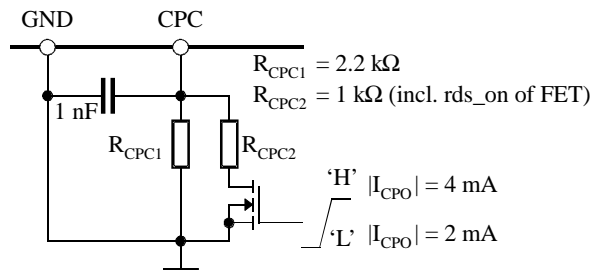 GND CPC
R_CPC1 = 2.2 kΩ
R_CPC2 = 1 kΩ (incl. rds_on of FET)
1 nF
R_CPC1 R_CPC2
‘H’ |I_CPO| = 4 mA
‘L’ |I_CPO| = 2 mA